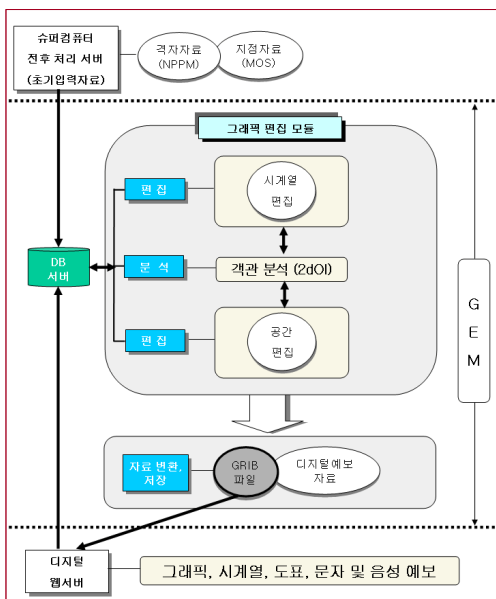 슈퍼컴퓨터
전후 처리 서버
(초기입력자료)
격자자료
(NPPM)
지점자료
(MOS)
그래픽 편집 모듈
편 집
시계열
편집
DB
서버
분 석
객관 분석 (2dOI)
편 집
공간
편집
G
E
M
자료 변환,
저장
GRIB
파일
디지털예보
자료
디지털
웹서버
그래픽, 시계열, 도표, 문자 및 음성 예보